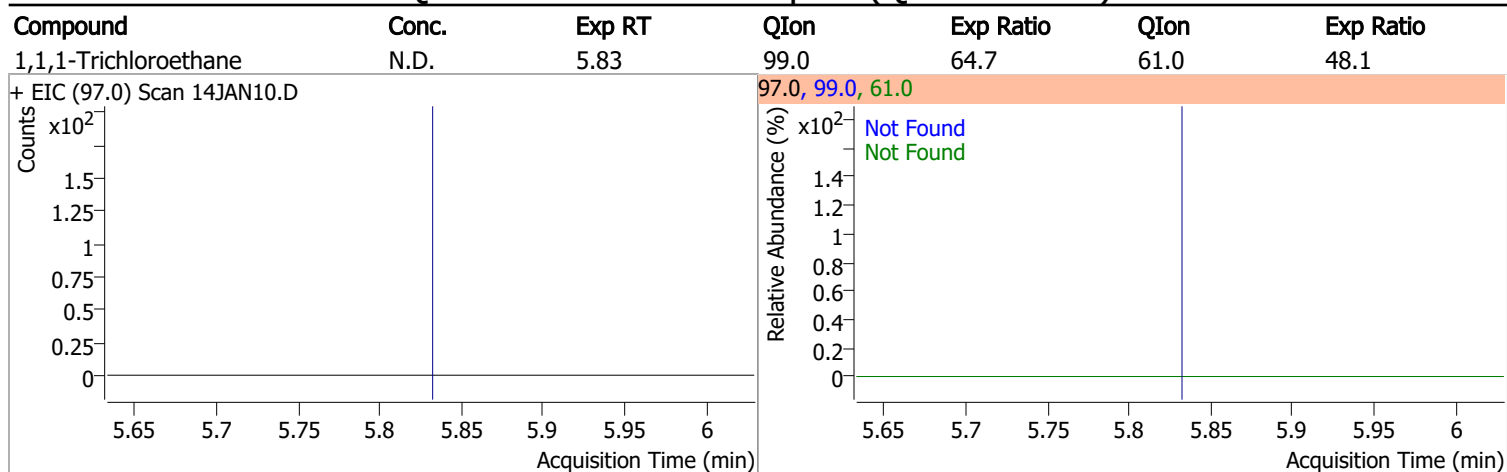 Compound Conc. Exp RT QIon Exp Ratio QIon Exp Ratio
1,1,1-Trichloroethane N.D. 5.83 99.0 64.7 61.0 48.1
+ EIC (97.0) Scan 14JAN10.D
Counts
x10²
1.5
1.25
1
0.75
0.5
0.25
0
5.65 5.7 5.75 5.8 5.85 5.9 5.95 6
Acquisition Time (min)
97.0, 99.0, 61.0
Relative Abundance (%)
x10²
Not Found
Not Found
1.4
1.2
1
0.8
0.6
0.4
0.2
0
5.65 5.7 5.75 5.8 5.85 5.9 5.95 6
Acquisition Time (min)